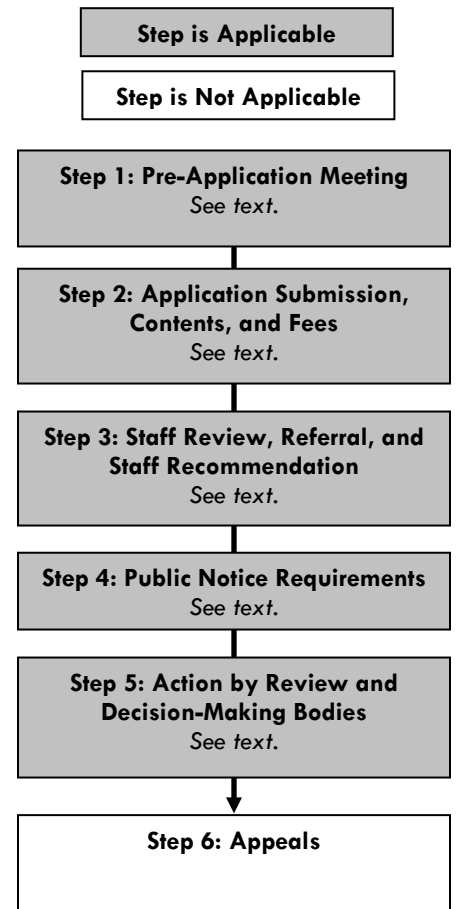 Step is Applicable
Step is Not Applicable
Step 1: Pre-Application Meeting
See text.
Step 2: Application Submission,
Contents, and Fees
See text.
Step 3: Staff Review, Referral, and
Staff Recommendation
See text.
Step 4: Public Notice Requirements
See text.
Step 5: Action by Review and
Decision-Making Bodies
See text.
Step 6: Appeals